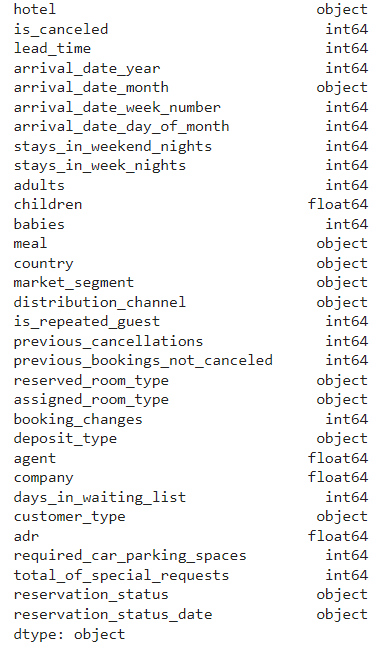 hotel object
is_canceled int64
lead_time int64
arrival_date_year int64
arrival_date_month object
arrival_date_week_number int64
arrival_date_day_of_month int64
stays_in_weekend_nights int64
stays_in_week_nights int64
adults int64
children float64
babies int64
meal object
country object
market_segment object
distribution_channel object
is_repeated_guest int64
previous_cancellations int64
previous_bookings_not_canceled int64
reserved_room_type object
assigned_room_type object
booking_changes int64
deposit_type object
agent float64
company float64
days_in_waiting_list int64
customer_type object
adr float64
required_car_parking_spaces int64
total_of_special_requests int64
reservation_status object
reservation_status_date object
dtype: object